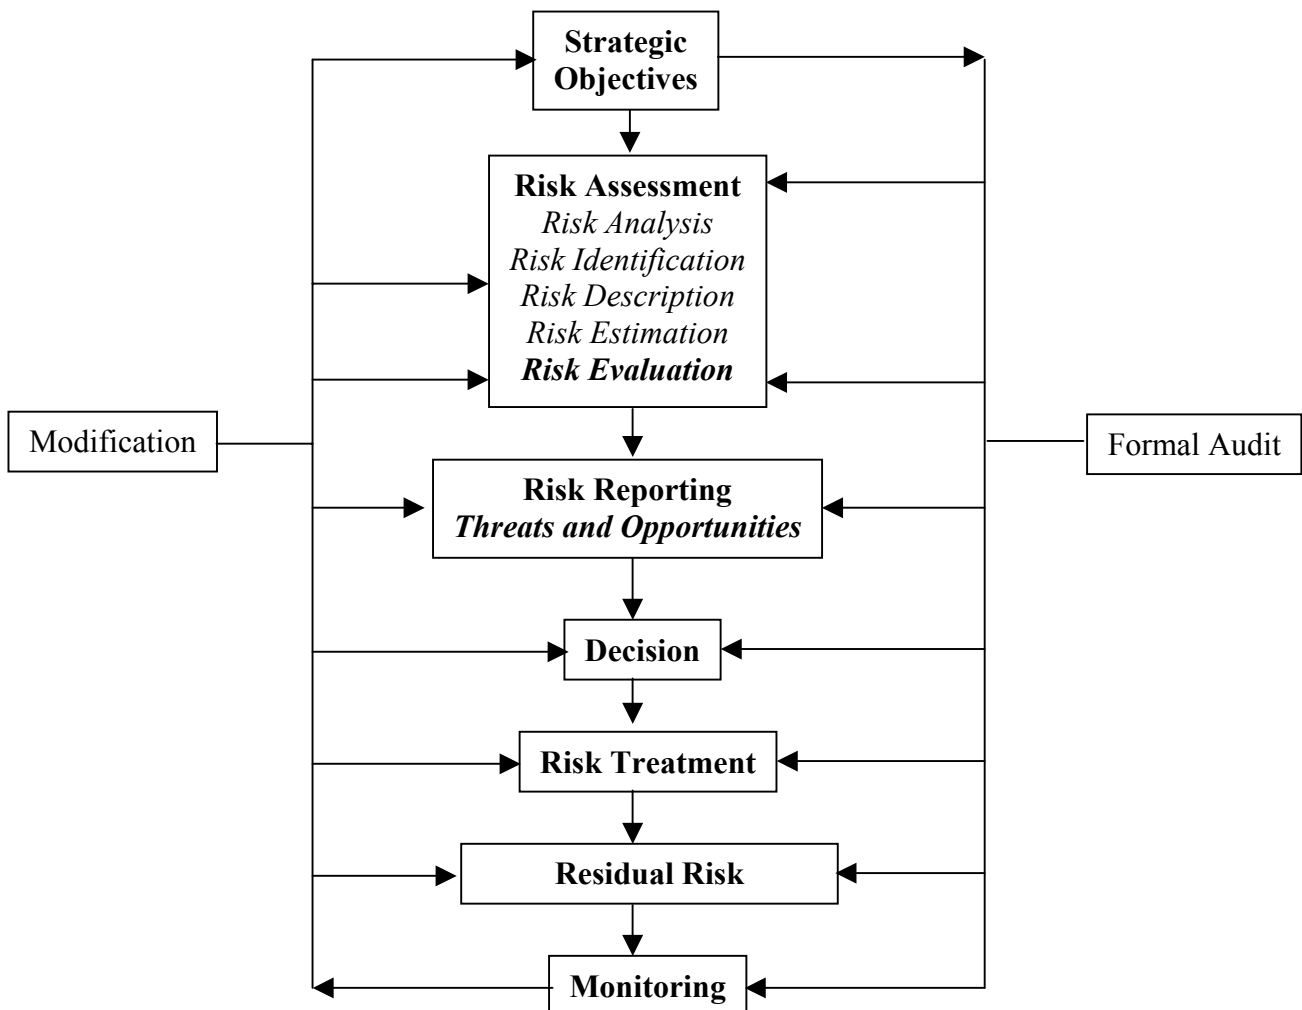 Strategic
Objectives
Risk Assessment
Risk Analysis
Risk Identification
Risk Description
Risk Estimation
Risk Evaluation
Modification
Formal Audit
Risk Reporting
Threats and Opportunities
Decision
Risk Treatment
Residual Risk
Monitoring